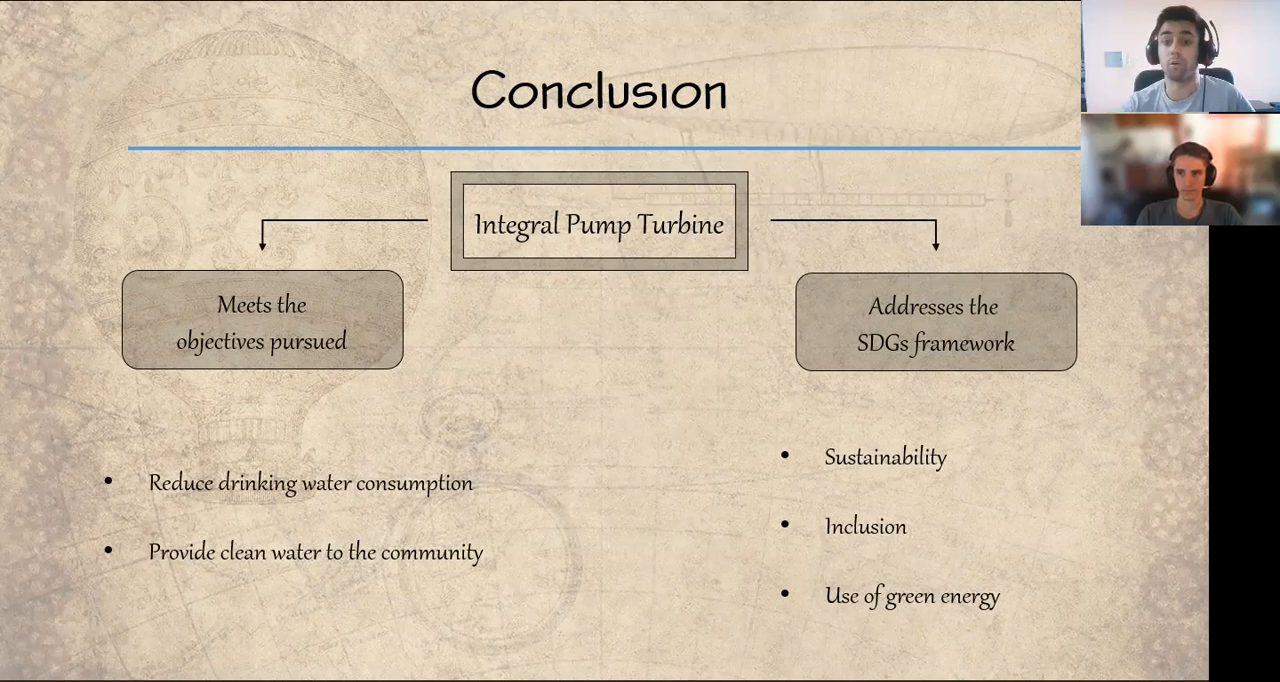 Conclusion
Integral Pump Turbine
Meets the
objectives pursued
Addresses the
SDGs framework
• Reduce drinking water consumption
• Provide clean water to the community
• Sustainability
• Inclusion
• Use of green energy